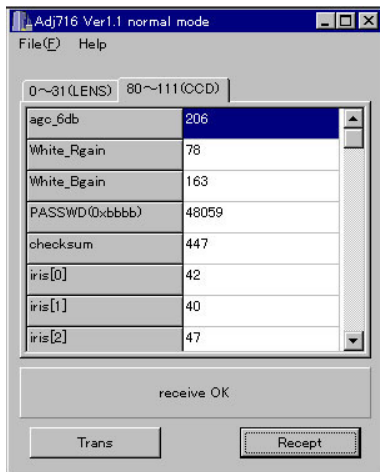 Adj716 Ver1.1 normal mode
File(F) Help
0～31(LENS) 80～111(CCD)
agc_6db 206
White_Rgain 78
White_Bgain 163
PASSWD(0xbbbb) 48059
checksum 447
iris[0] 42
iris[1] 40
iris[2] 47
receive OK
Trans Recept